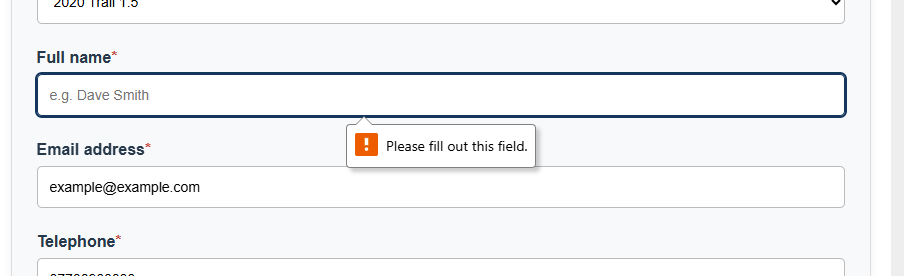 2020 Trail 1.5
Full name*
e.g. Dave Smith
Please fill out this field.
Email address*
example@example.com
Telephone*